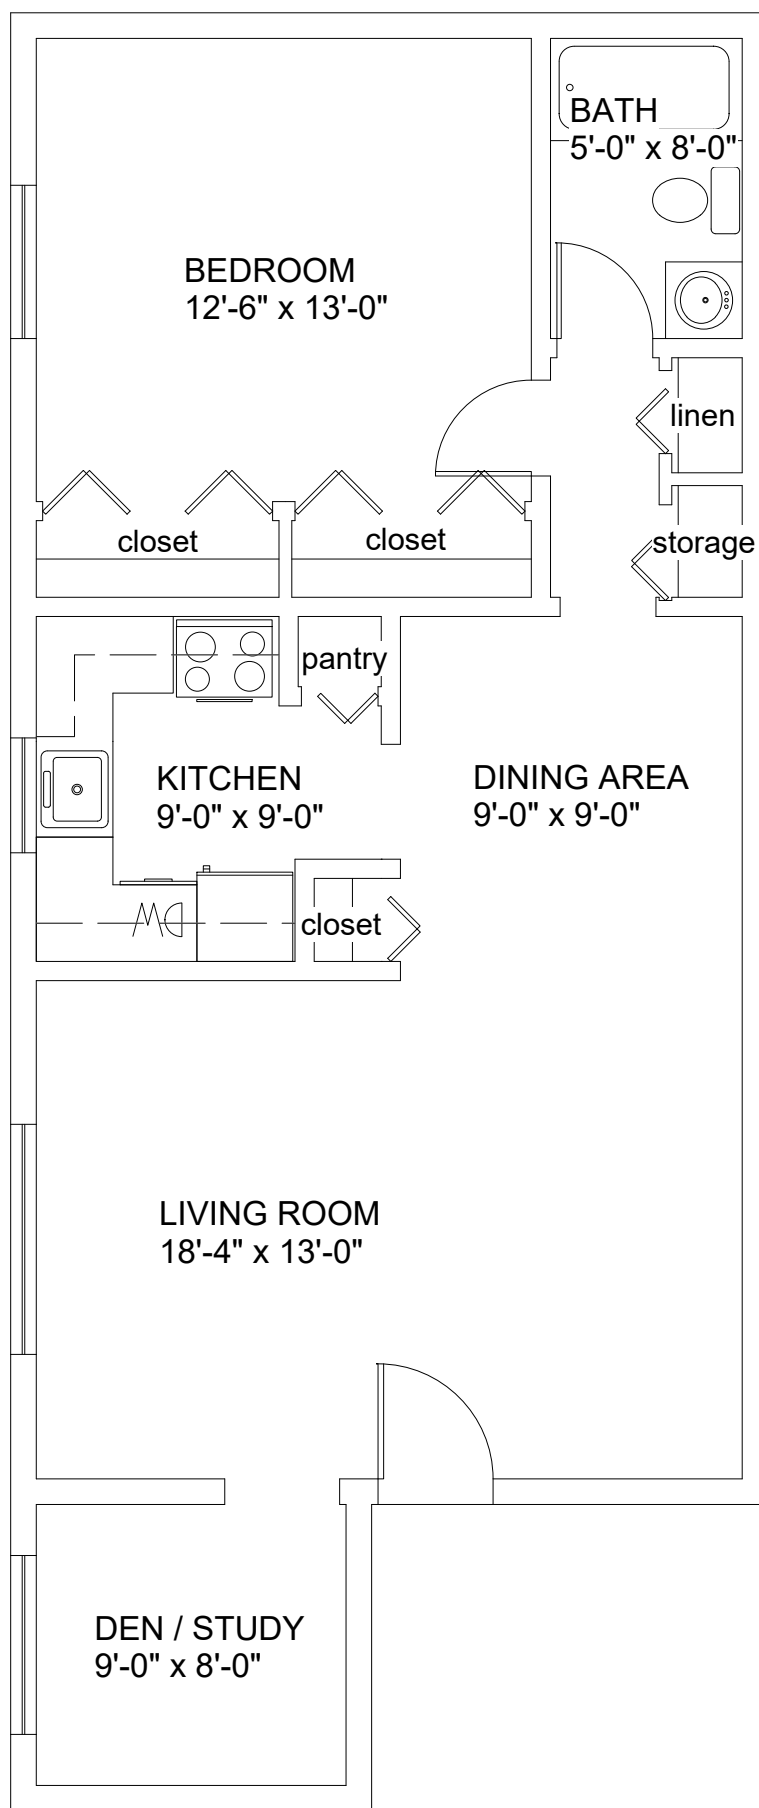 BATH
5'-0" x 8'-0"
BEDROOM
12'-6" x 13'-0"
linen
closet
closet
storage
pantry
KITCHEN
9'-0" x 9'-0"
DINING AREA
9'-0" x 9'-0"
DW
closet
LIVING ROOM
18'-4" x 13'-0"
DEN / STUDY
9'-0" x 8'-0"